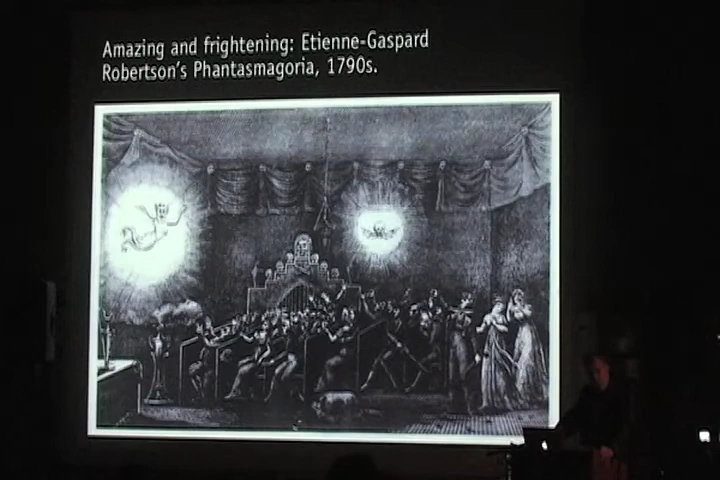 Amazing and frightening: Etienne-Gaspard
Robertson's Phantasmagoria, 1790s.